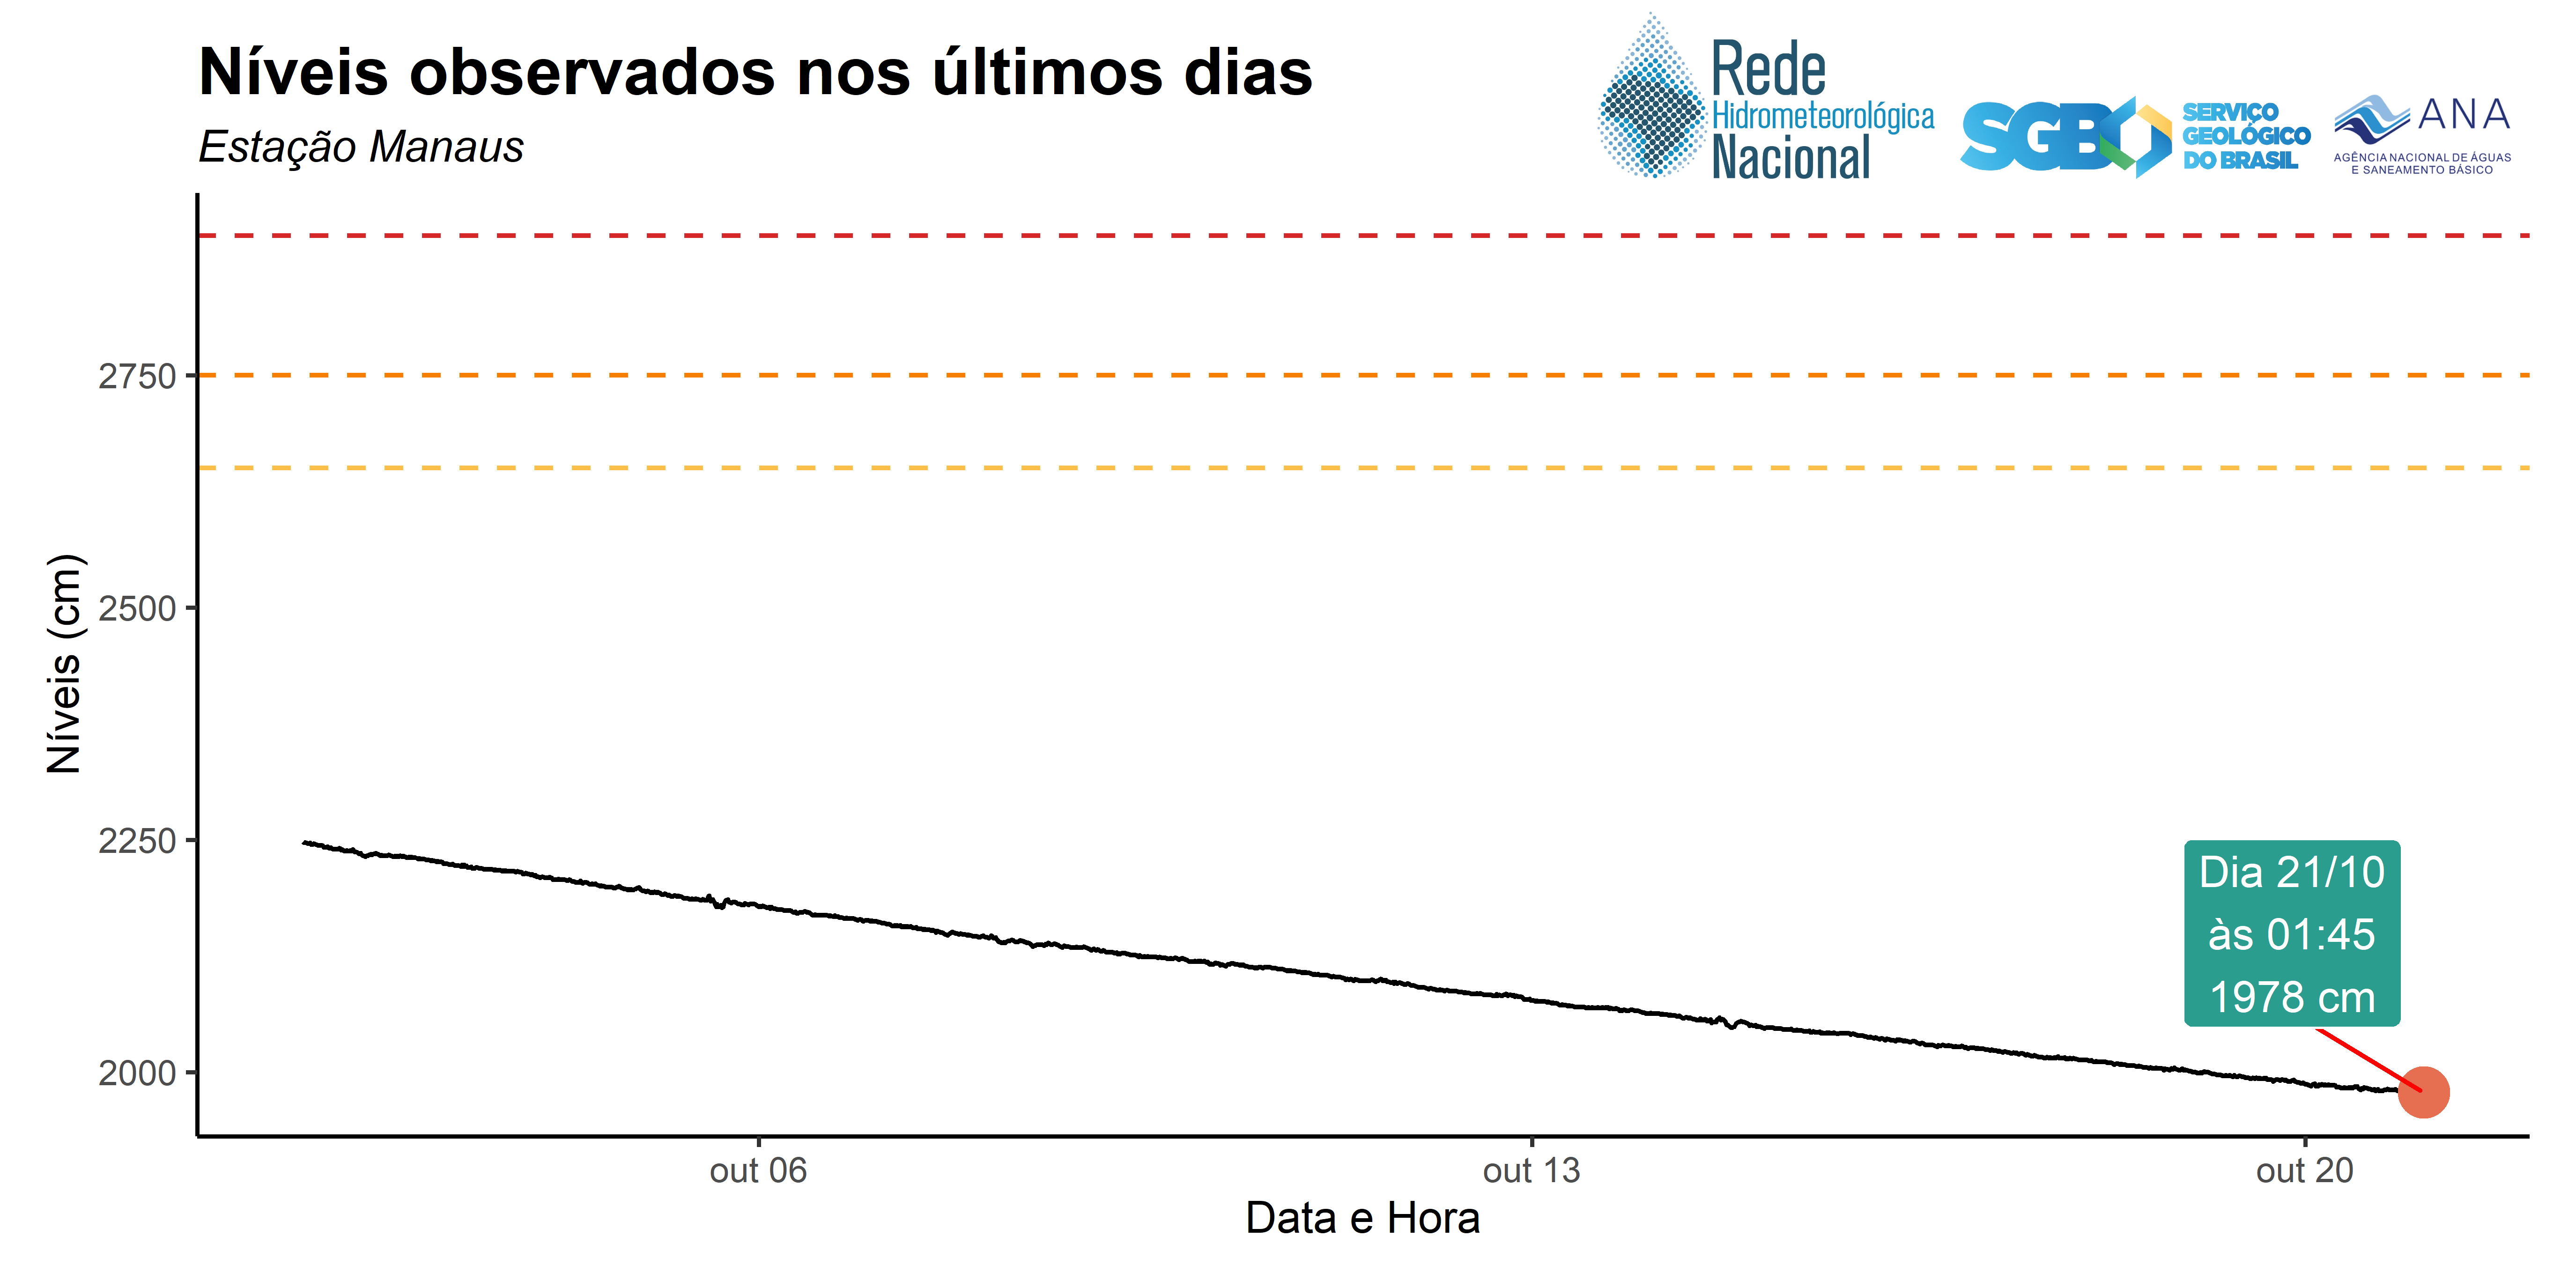 Níveis observados nos últimos dias
Estação Manaus
Rede
Hidrometeorológica
Nacional
SGB
SERVIÇO
GEOLÓGICO
DO BRASIL
ANA
AGÊNCIA NACIONAL DE ÁGUAS
E SANEAMENTO BÁSICO
Níveis (cm)
2750
2500
2250
2000
Dia 21/10
às 01:45
1978 cm
out 06
out 13
out 20
Data e Hora